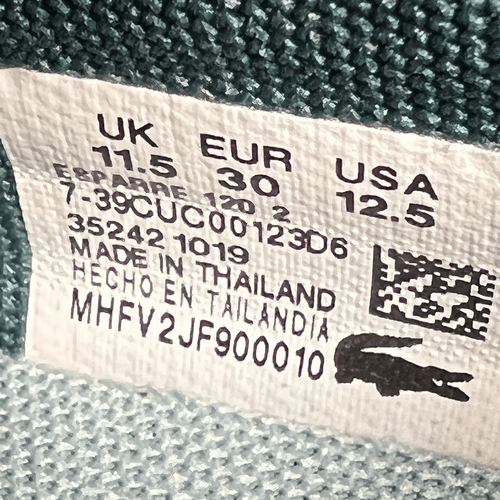 UK EUR USA
11.5 30 12.5
ESPARRE 120 2
7-39CUC00123D6
35242 1019
MADE IN THAILAND
HECHO EN TAILANDIA
MHFV2JF900010